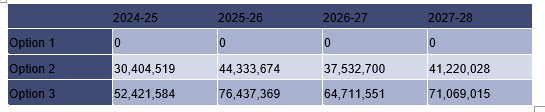 2024-25 2025-26 2026-27 2027-28
Option 1 0 0 0 0
Option 2 30,404,519 44,333,674 37,532,700 41,220,028
Option 3 52,421,584 76,437,369 64,711,551 71,069,015